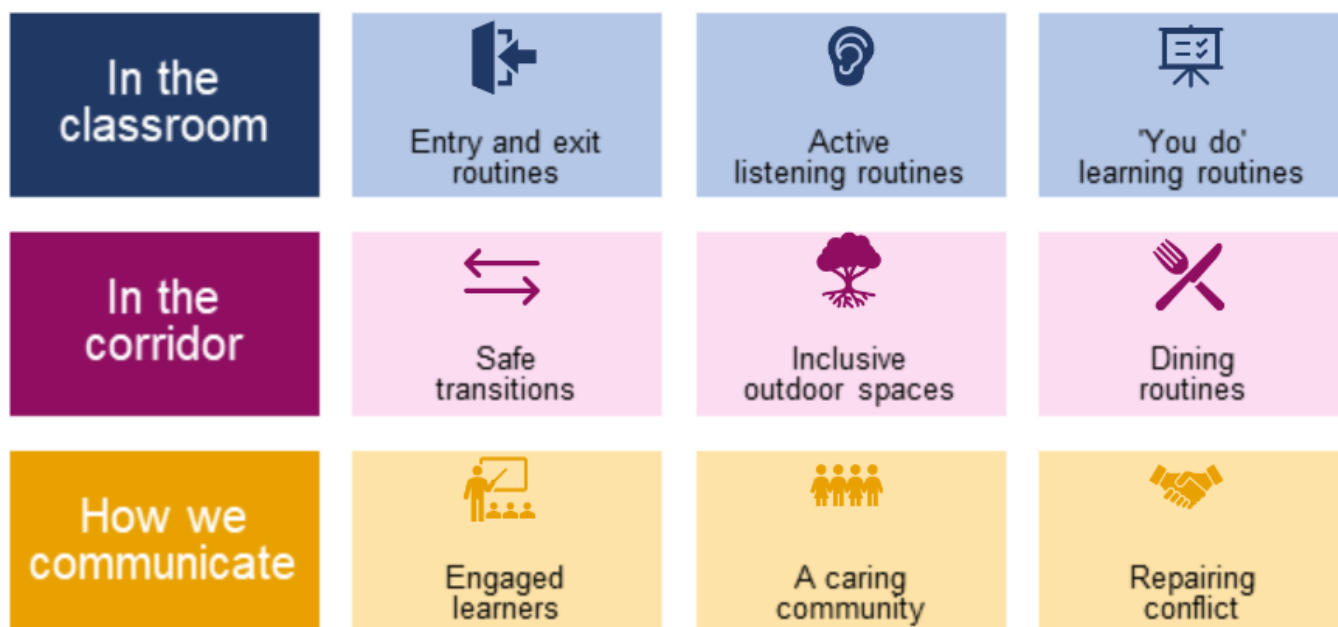 In the
classroom
Entry and exit
routines
Active
listening routines
'You do'
learning routines
In the
corridor
Safe
transitions
Inclusive
outdoor spaces
Dining
routines
How we
communicate
Engaged
learners
A caring
community
Repairing
conflict